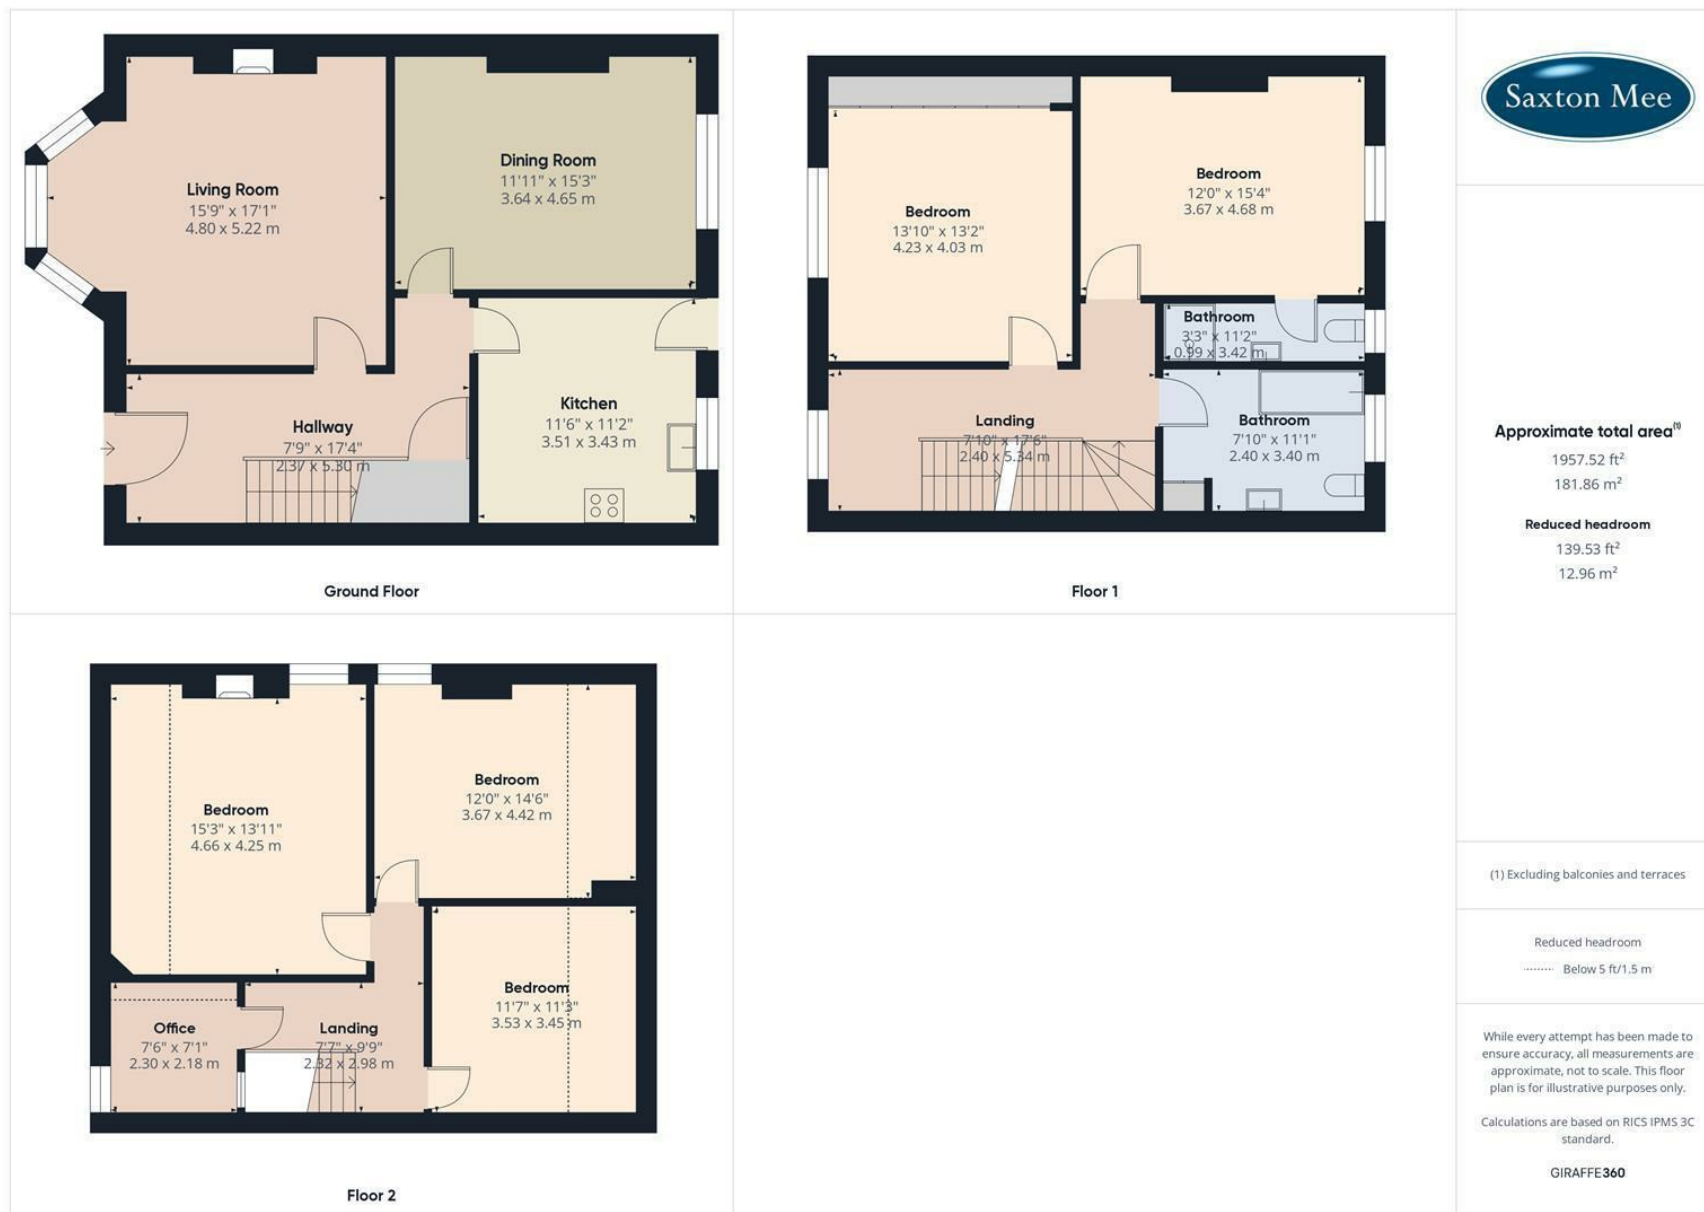 Living Room
15'9" x 17'1"
4.80 x 5.22 m
Dining Room
11'11" x 15'3"
3.64 x 4.65 m
Hallway
7'9" x 17'4"
2.37 x 5.30 m
Kitchen
11'6" x 11'2"
3.51 x 3.43 m
Ground Floor
Bedroom
13'10" x 13'2"
4.23 x 4.03 m
Bedroom
12'0" x 15'4"
3.67 x 4.68 m
Bathroom
3'3" x 11'2"
0.99 x 3.42 m
Landing
7'10" x 17'6"
2.40 x 5.34 m
Bathroom
7'10" x 11'1"
2.40 x 3.40 m
Floor 1
Bedroom
15'3" x 13'11"
4.66 x 4.25 m
Bedroom
12'0" x 14'6"
3.67 x 4.42 m
Bedroom
11'7" x 11'3"
3.53 x 3.45 m
Office
7'6" x 7'1"
2.30 x 2.18 m
Landing
7'7" x 9'9"
2.32 x 2.98 m
Floor 2
Saxton Mee
Approximate total area(1)
1957.52 ft²
181.86 m²
Reduced headroom
139.53 ft²
12.96 m²
(1) Excluding balconies and terraces
Reduced headroom
Below 5 ft/1.5 m
While every attempt has been made to
ensure accuracy, all measurements are
approximate, not to scale. This floor
plan is for illustrative purposes only.
Calculations are based on RICS IPMS 3C
standard.
GIRAFFE360